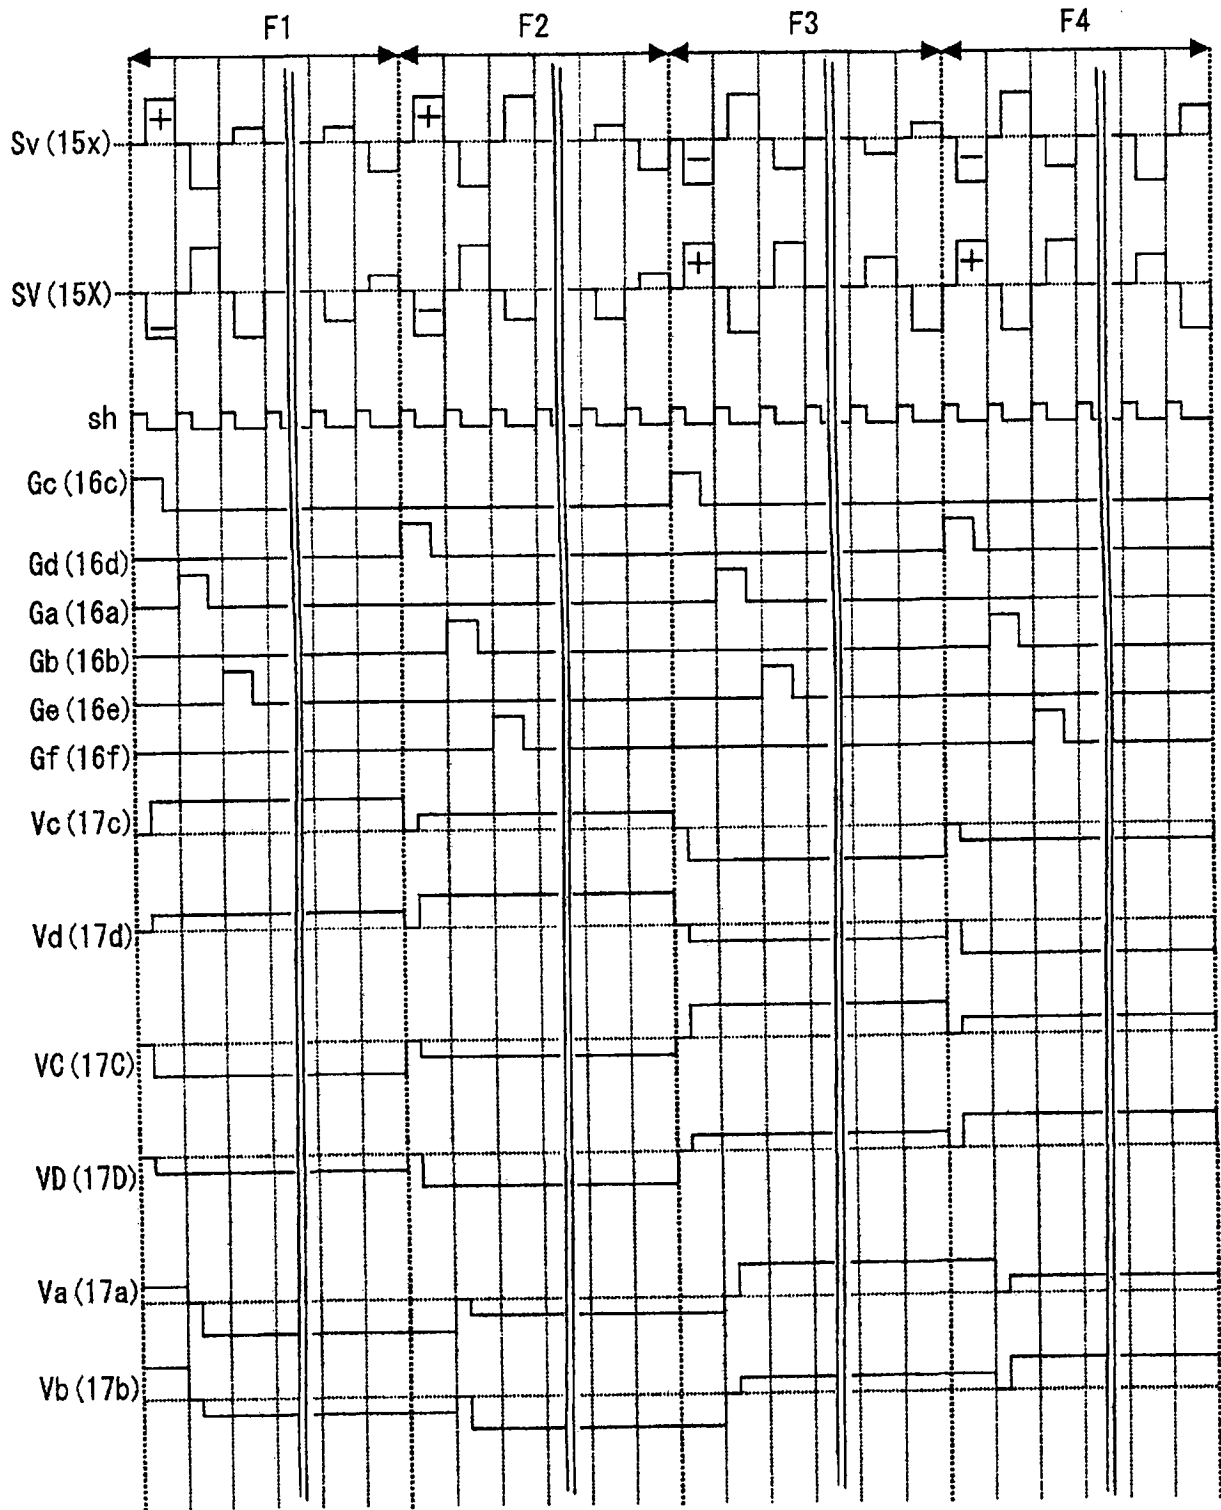 F1 F2 F3 F4
Sv(15x) + + − −
SV(15X) − − + +
sh
Gc(16c)
Gd(16d)
Ga(16a)
Gb(16b)
Ge(16e)
Gf(16f)
Vc(17c)
Vd(17d)
VC(17C)
VD(17D)
Va(17a)
Vb(17b)